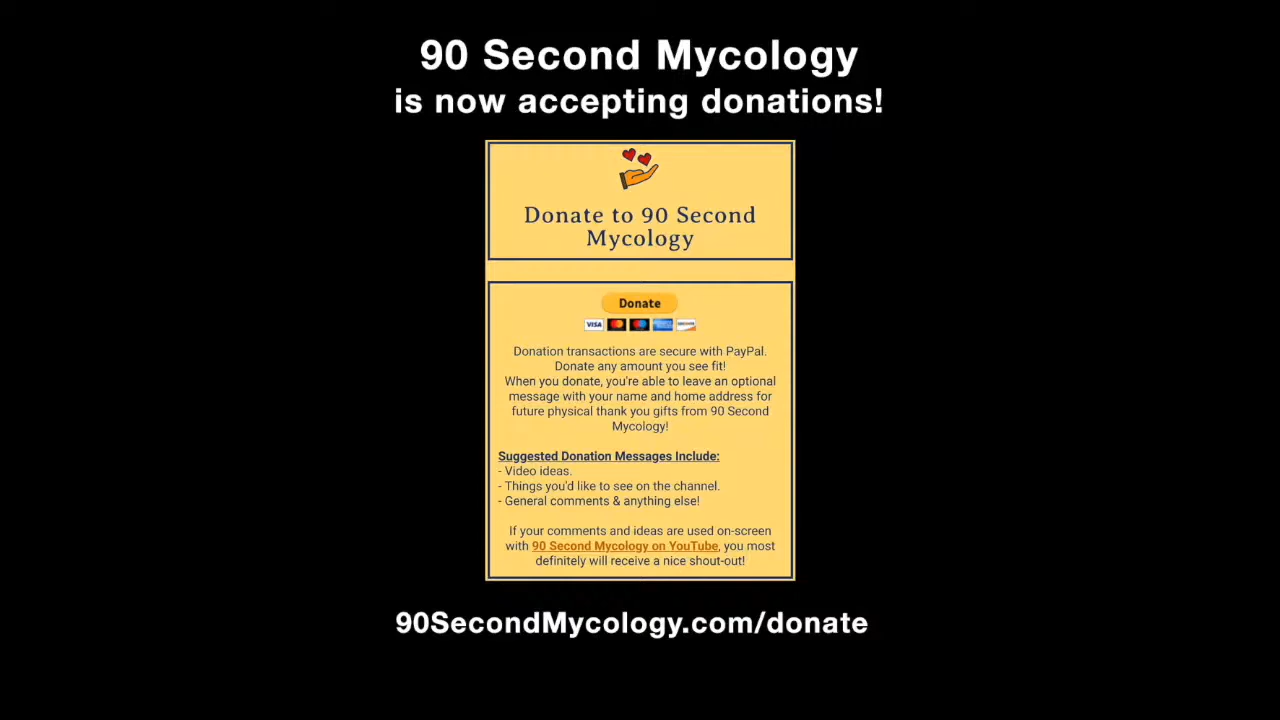 90 Second Mycology
is now accepting donations!
Donate to 90 Second
Mycology
Donate
VISA
Donation transactions are secure with PayPal.
Donate any amount you see fit!
When you donate, you're able to leave an optional
message with your name and home address for
future physical thank you gifts from 90 Second
Mycology!
Suggested Donation Messages Include:
- Video ideas.
- Things you'd like to see on the channel.
- General comments & anything else!
If your comments and ideas are used on-screen
with 90 Second Mycology on YouTube, you most
definitely will receive a nice shout-out!
90SecondMycology.com/donate